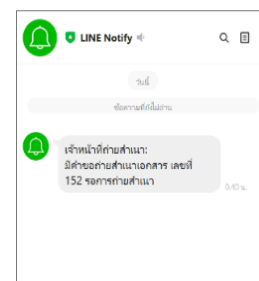 LINE Notify
วันนี้
ข้อความที่ยังไม่อ่าน
เจ้าหน้าที่ถ่ายสำเนา:
มีคำขอถ่ายสำเนาเอกสาร เลขที่
152 รอการถ่ายสำเนา
0:40 น.